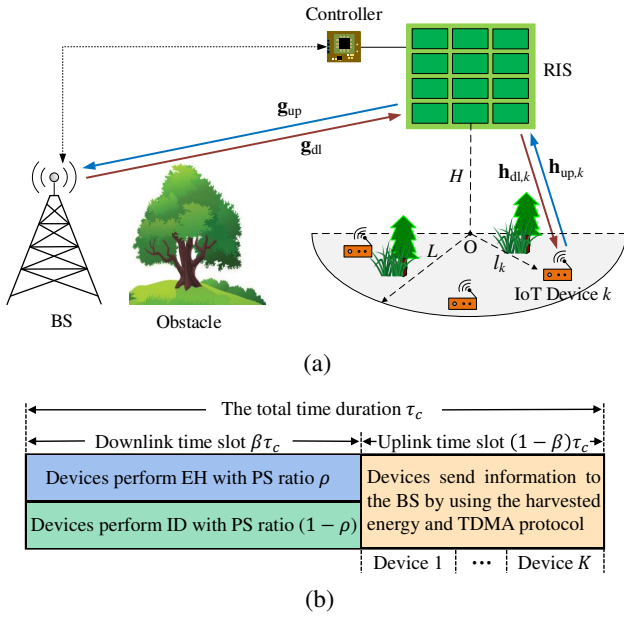 Controller
RIS
g_up
g_dl
H
h_dl,k
h_up,k
O
L
l_k
IoT Device k
BS
Obstacle
(a)
The total time duration τ_c
Downlink time slot βτ_c
Uplink time slot (1 − β)τ_c
Devices perform EH with PS ratio ρ
Devices perform ID with PS ratio (1 − ρ)
Devices send information to
the BS by using the harvested
energy and TDMA protocol
Device 1
•••
Device K
(b)